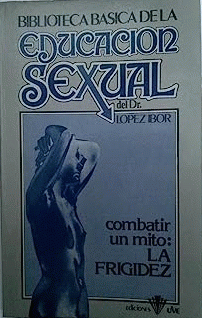 BIBLIOTECA BASICA DE LA
EDUCACION
SEXUAL
del Dr.
LOPEZ IBOR
combatir
un mito:
LA
FRIGIDEZ
ediciones UVE